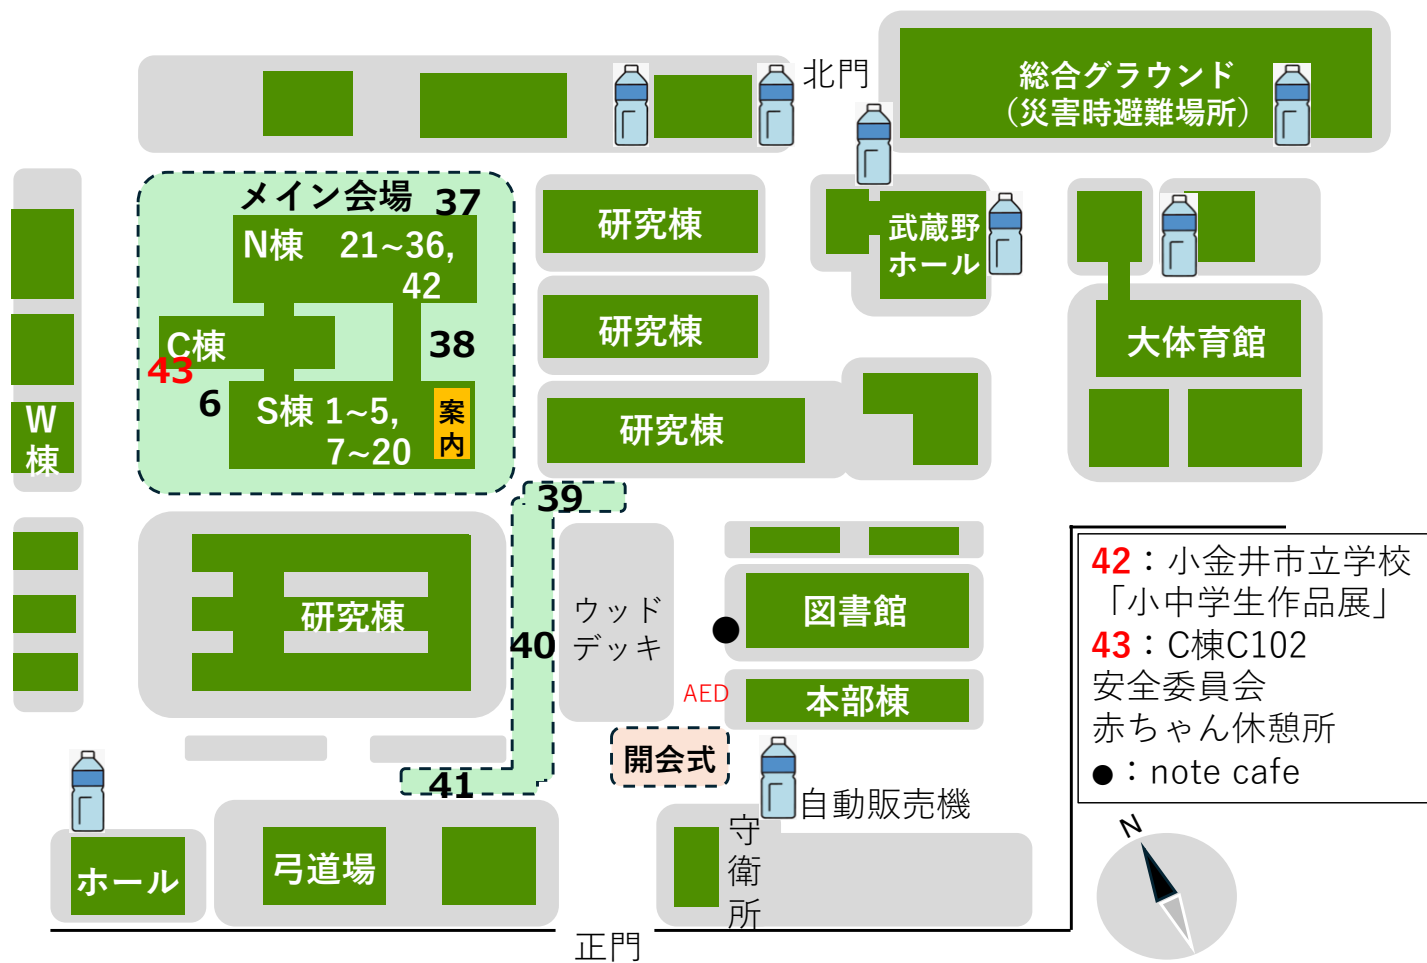 北門
総合グラウンド
（災害時避難場所）
メイン会場 37
N棟 21~36,
42
研究棟
武蔵野
ホール
研究棟
C棟
38
大体育館
43
6
S棟 1~5,
7~20
案内
研究棟
W
棟
39
42：小金井市立学校
「小中学生作品展」
43：C棟C102
安全委員会
赤ちゃん休憩所
●：note cafe
研究棟
40
ウッド
デッキ
図書館
AED
本部棟
開会式
41
自動販売機
守衛所
ホール
弓道場
N
正門